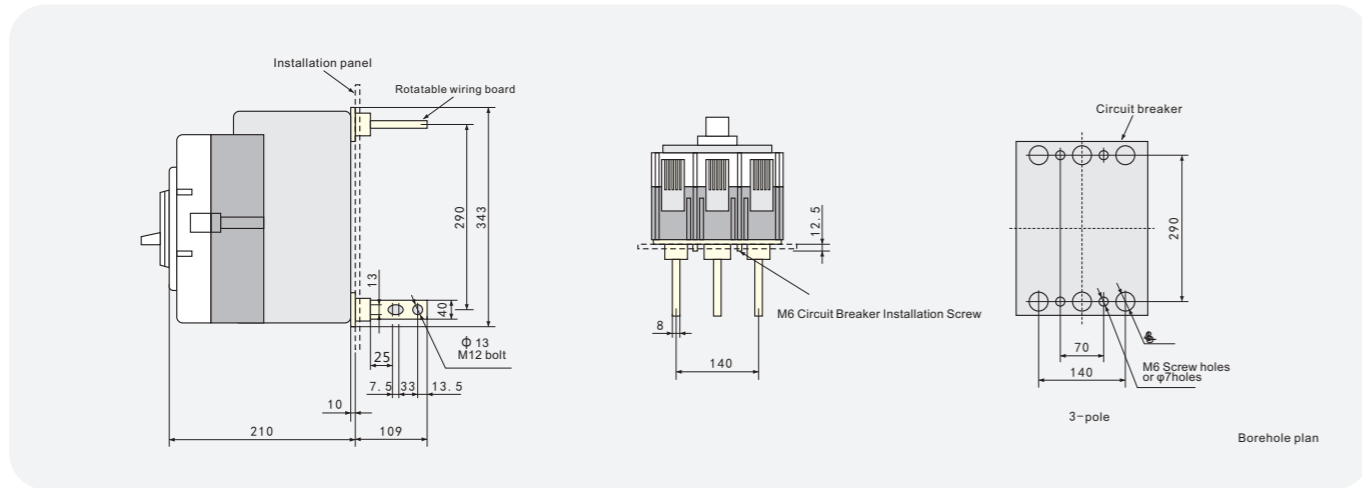 Installation panel
Rotatable wiring board
290
343
13
40
Φ 13
M12 bolt
25
7.5
33
13.5
10
210
109
12.5
M6 Circuit Breaker Installation Screw
8
140
Circuit breaker
290
70
140
M6 Screw holes
or φ7holes
3-pole
Borehole plan